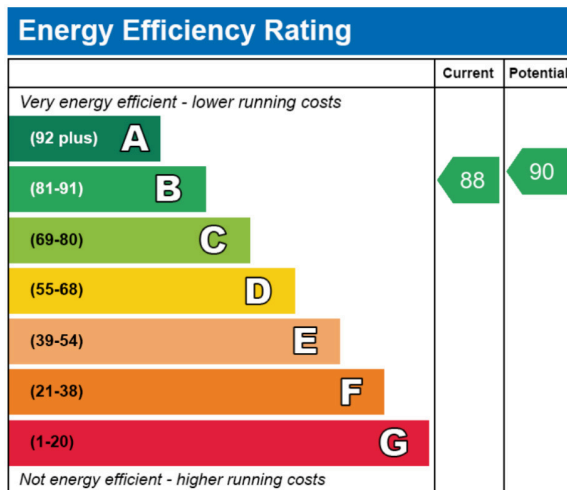 Energy Efficiency Rating
Current Potential
Very energy efficient - lower running costs
(92 plus) A
(81-91) B
88 90
(69-80) C
(55-68) D
(39-54) E
(21-38) F
(1-20) G
Not energy efficient - higher running costs